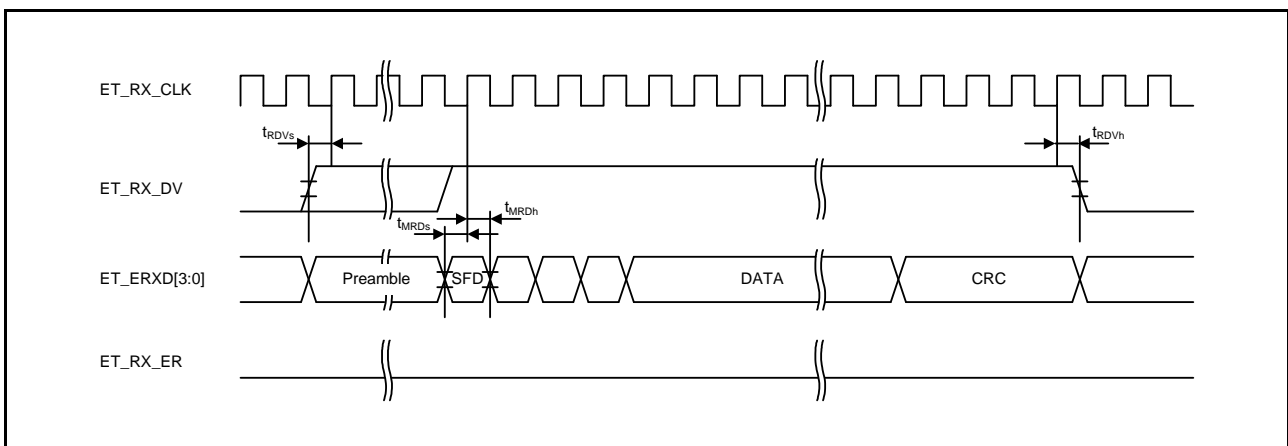 ET_RX_CLK
tRDVs
tRDVh
ET_RX_DV
tMRDs
tMRDh
ET_ERXD[3:0]
Preamble
SFD
DATA
CRC
ET_RX_ER